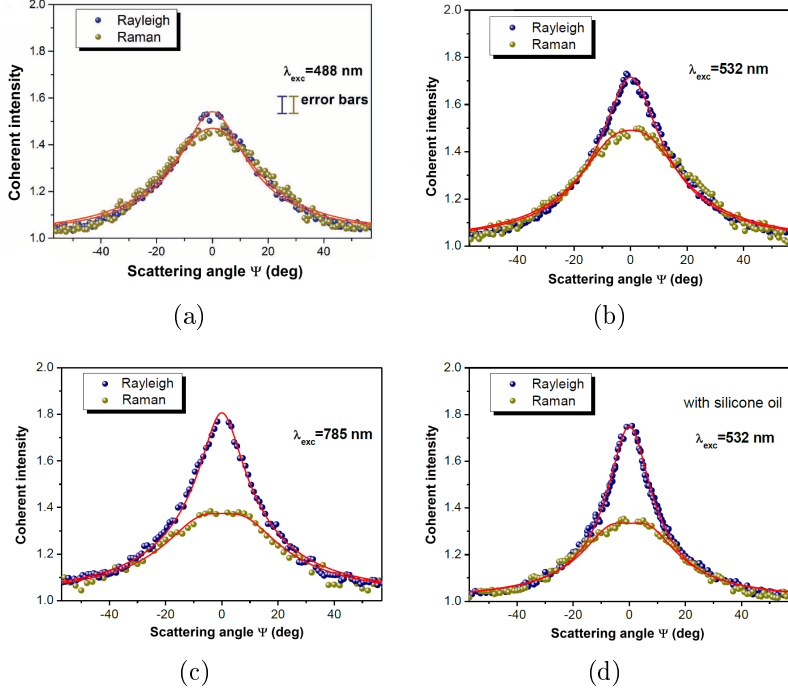 2.0
1.8
1.6
1.4
1.2
1.0
Coherent intensity
Rayleigh
Raman
λexc=488 nm
error bars
-40 -20 0 20 40
Scattering angle Ψ (deg)
(a)
2.0
1.8
1.6
1.4
1.2
1.0
Coherent intensity
Rayleigh
Raman
λexc=532 nm
-40 -20 0 20 40
Scattering angle Ψ (deg)
(b)
2.0
1.8
1.6
1.4
1.2
1.0
Coherent intensity
Rayleigh
Raman
λexc=785 nm
-40 -20 0 20 40
Scattering angle Ψ (deg)
(c)
2.0
1.8
1.6
1.4
1.2
1.0
Coherent intensity
Rayleigh
Raman
with silicone oil
λexc=532 nm
-40 -20 0 20 40
Scattering angle Ψ (deg)
(d)